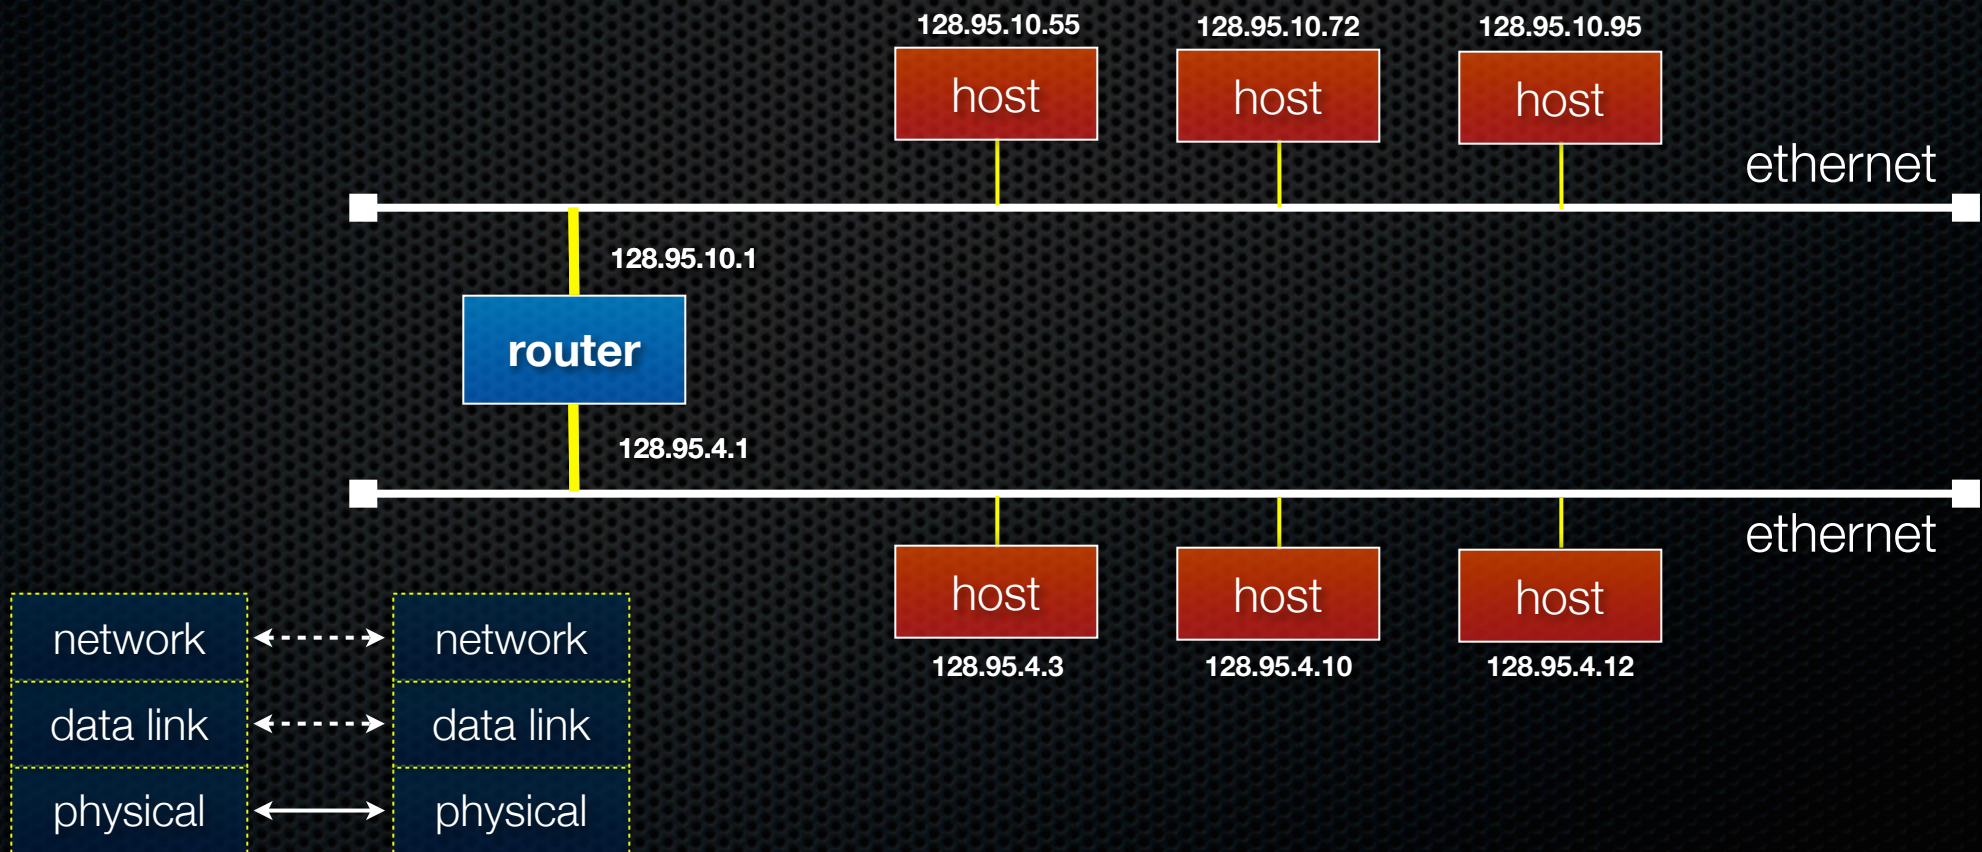 128.95.10.55 128.95.10.72 128.95.10.95
host host host
ethernet
128.95.10.1
router
128.95.4.1
ethernet
host host host
128.95.4.3 128.95.4.10 128.95.4.12
network network
data link data link
physical physical